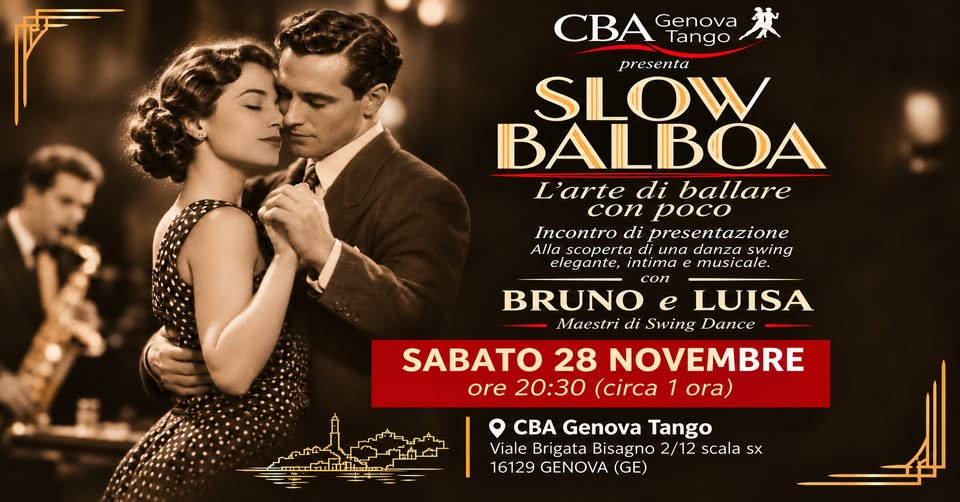 CBA Genova Tango
presenta
SLOW
BALBOA
L'arte di ballare
con poco
Incontro di presentazione
Alla scoperta di una danza swing
elegante, intima e musicale.
con
BRUNO e LUISA
Maestri di Swing Dance
SABATO 28 NOVEMBRE
ore 20:30 (circa 1 ora)
CBA Genova Tango
Viale Brigata Bisagno 2/12 scala sx
16129 GENOVA (GE)